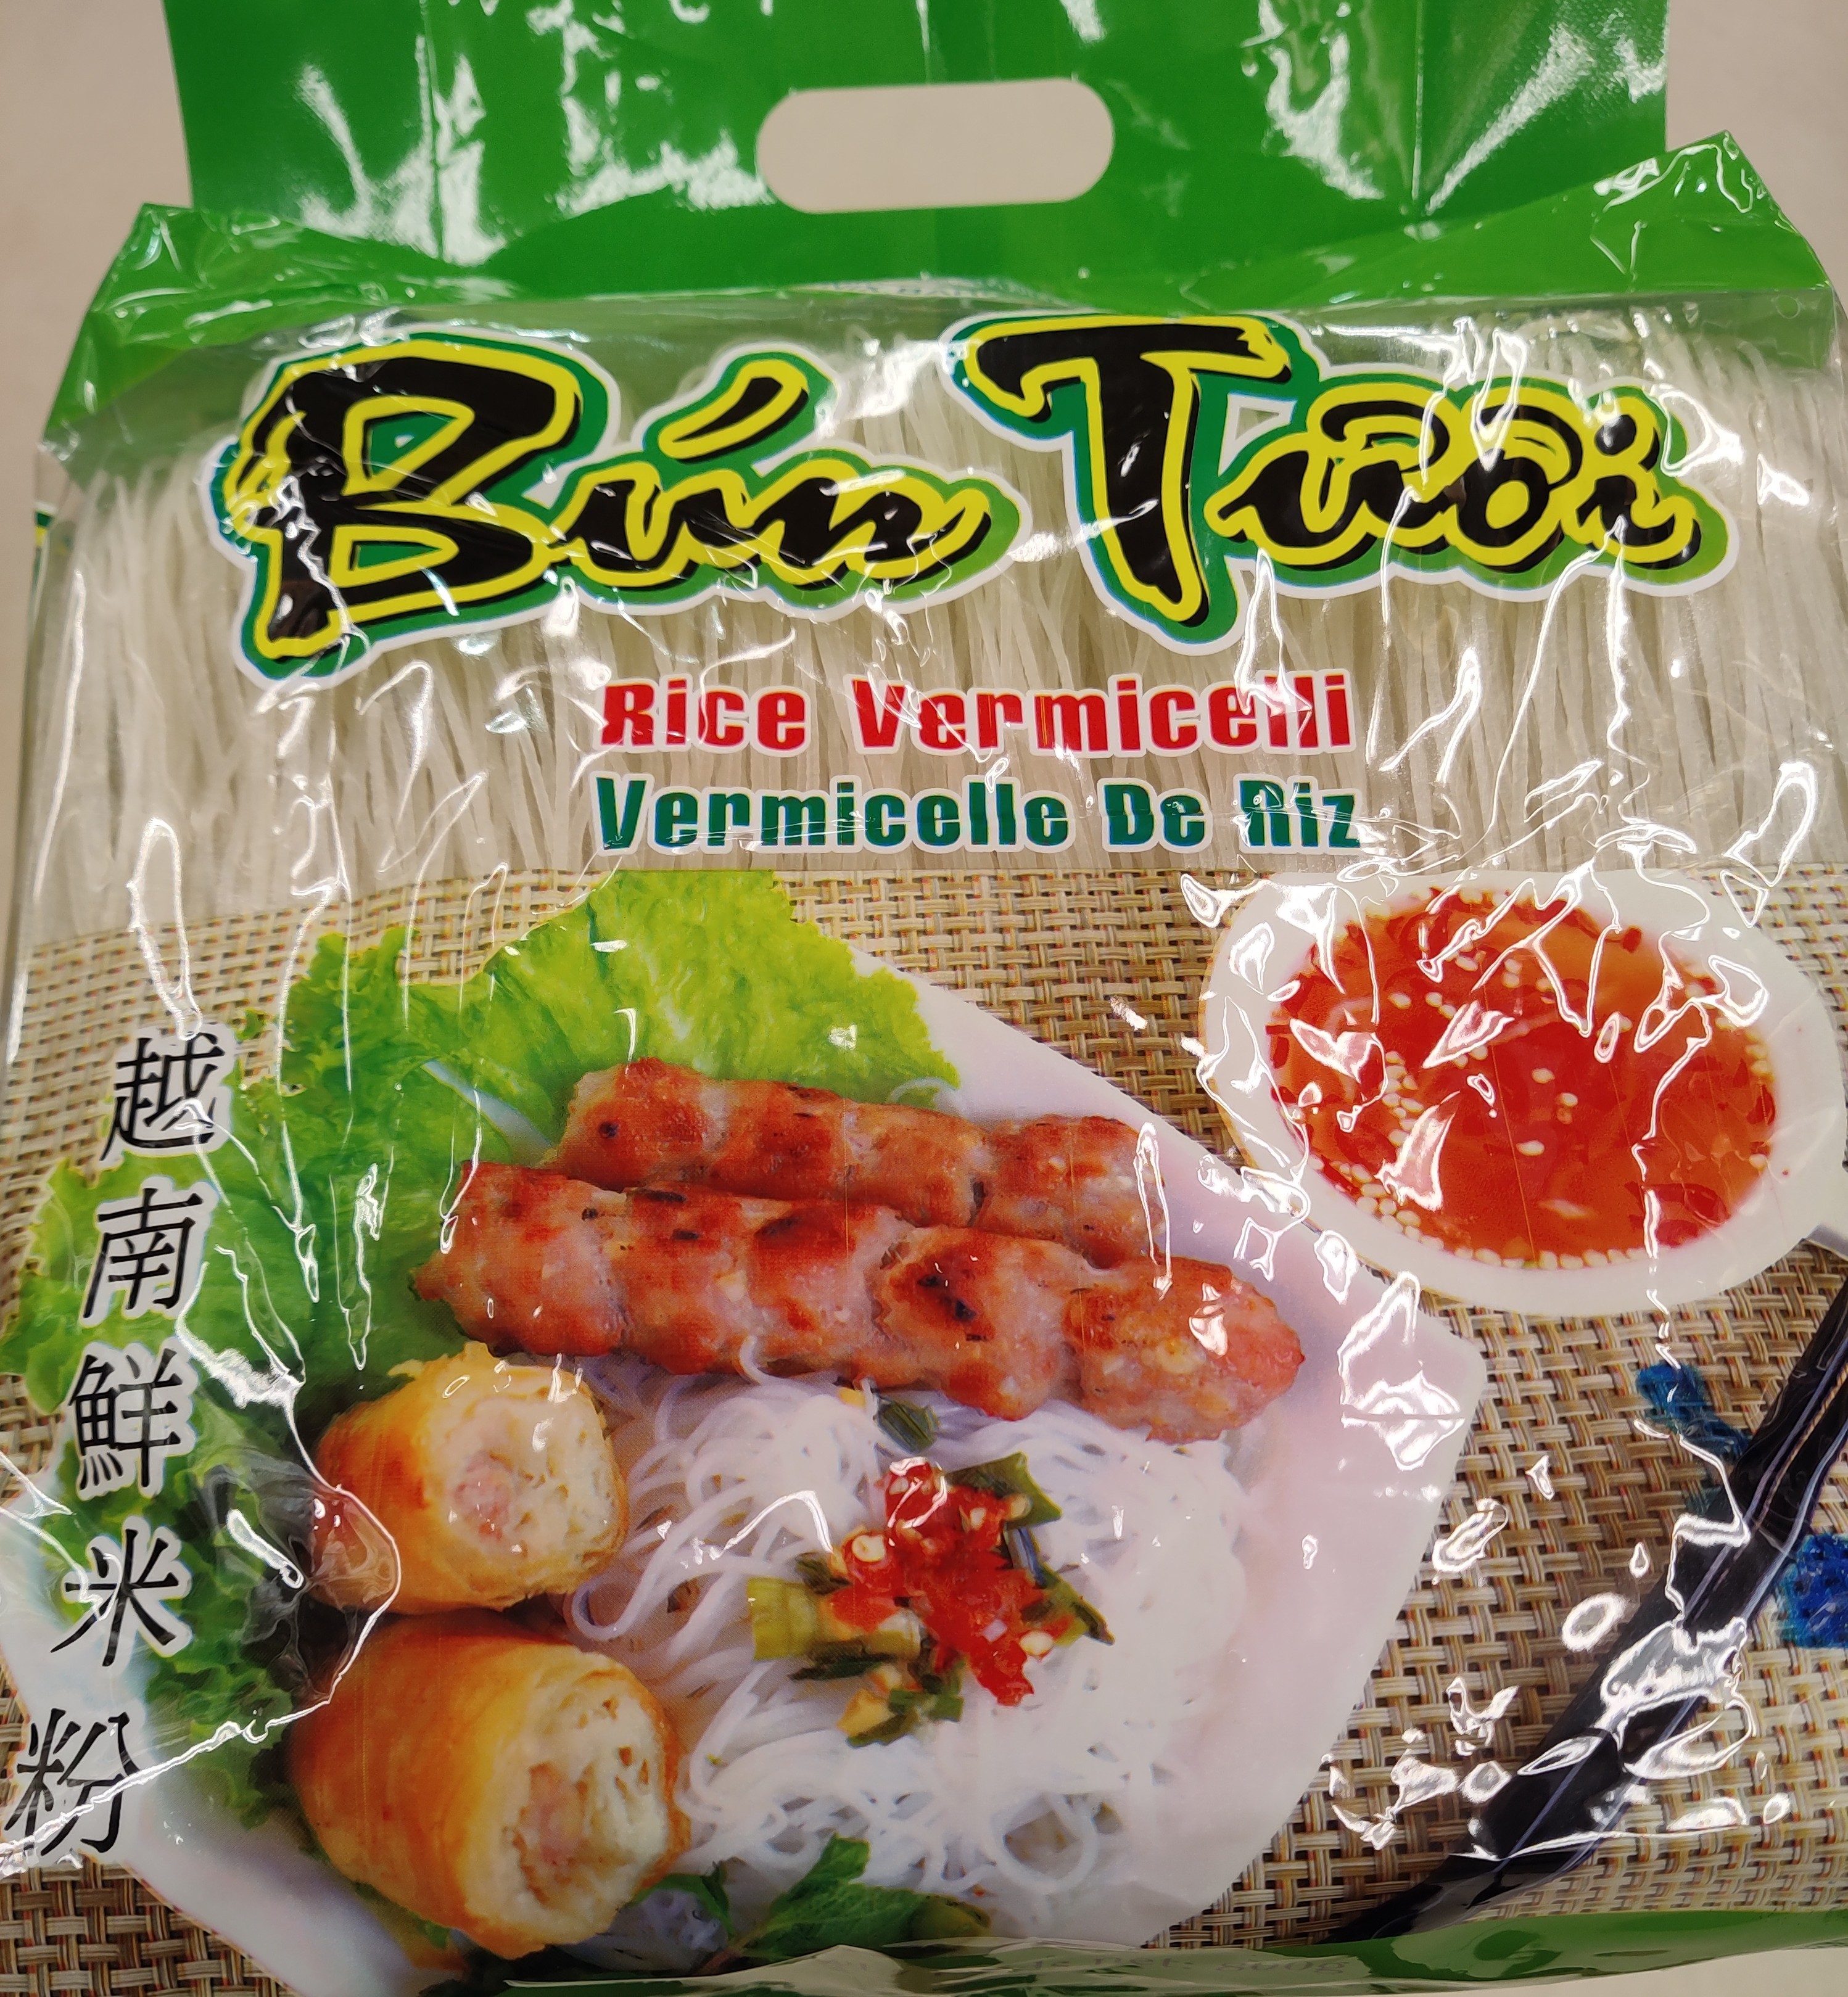 Bún Tươi
Rice Vermicelli
Vermicelle De Riz
越南鮮米粉